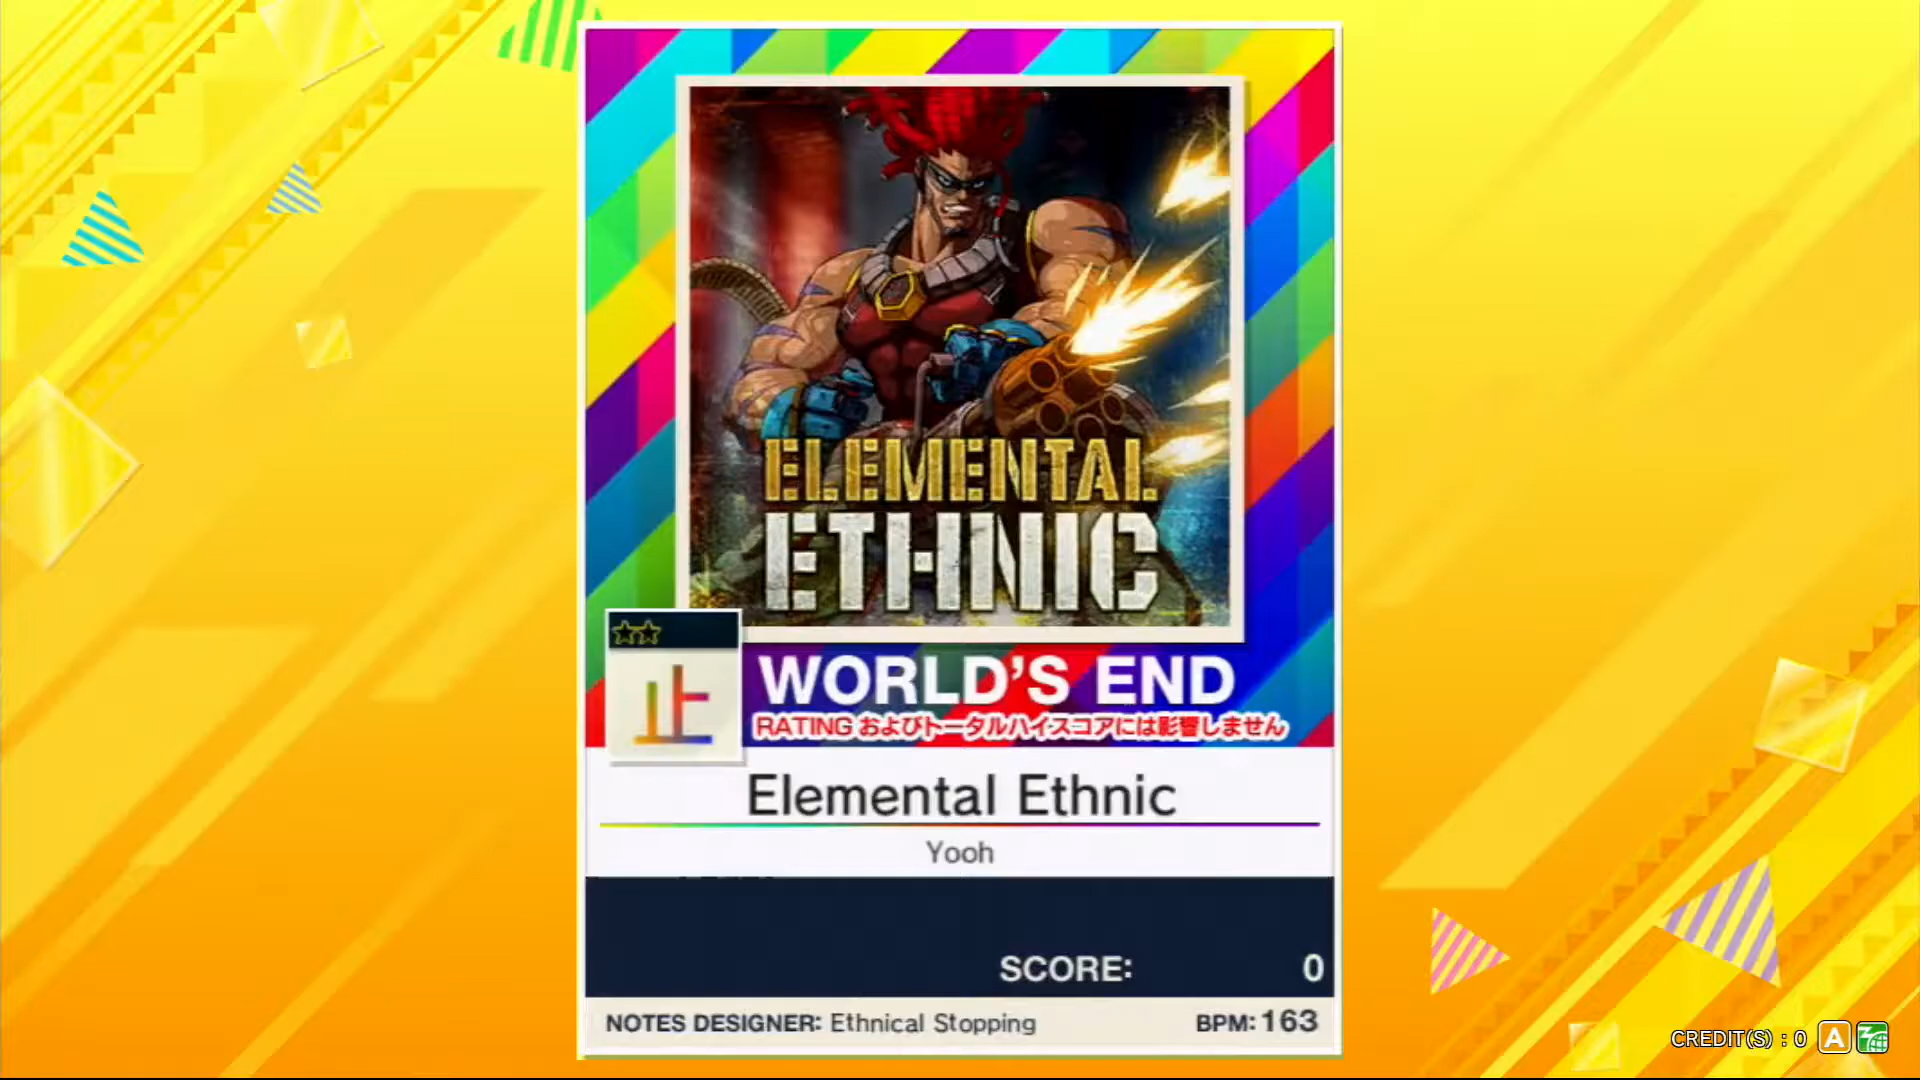 ELEMENTAL
ETHNIC
☆☆
止
WORLD'S END
RATINGおよびトータルハイスコアには影響しません
Elemental Ethnic
Yooh
SCORE: 0
NOTES DESIGNER: Ethnical Stopping
BPM: 163
CREDIT(S) : 0 A